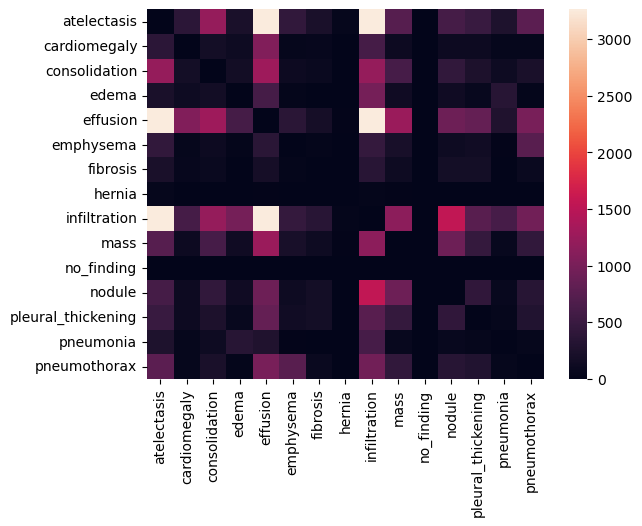 atelectasis
cardiomegaly
consolidation
edema
effusion
emphysema
fibrosis
hernia
infiltration
mass
no_finding
nodule
pleural_thickening
pneumonia
pneumothorax
atelectasis
cardiomegaly
consolidation
edema
effusion
emphysema
fibrosis
hernia
infiltration
mass
no_finding
nodule
pleural_thickening
pneumonia
pneumothorax
3000
2500
2000
1500
1000
500
0